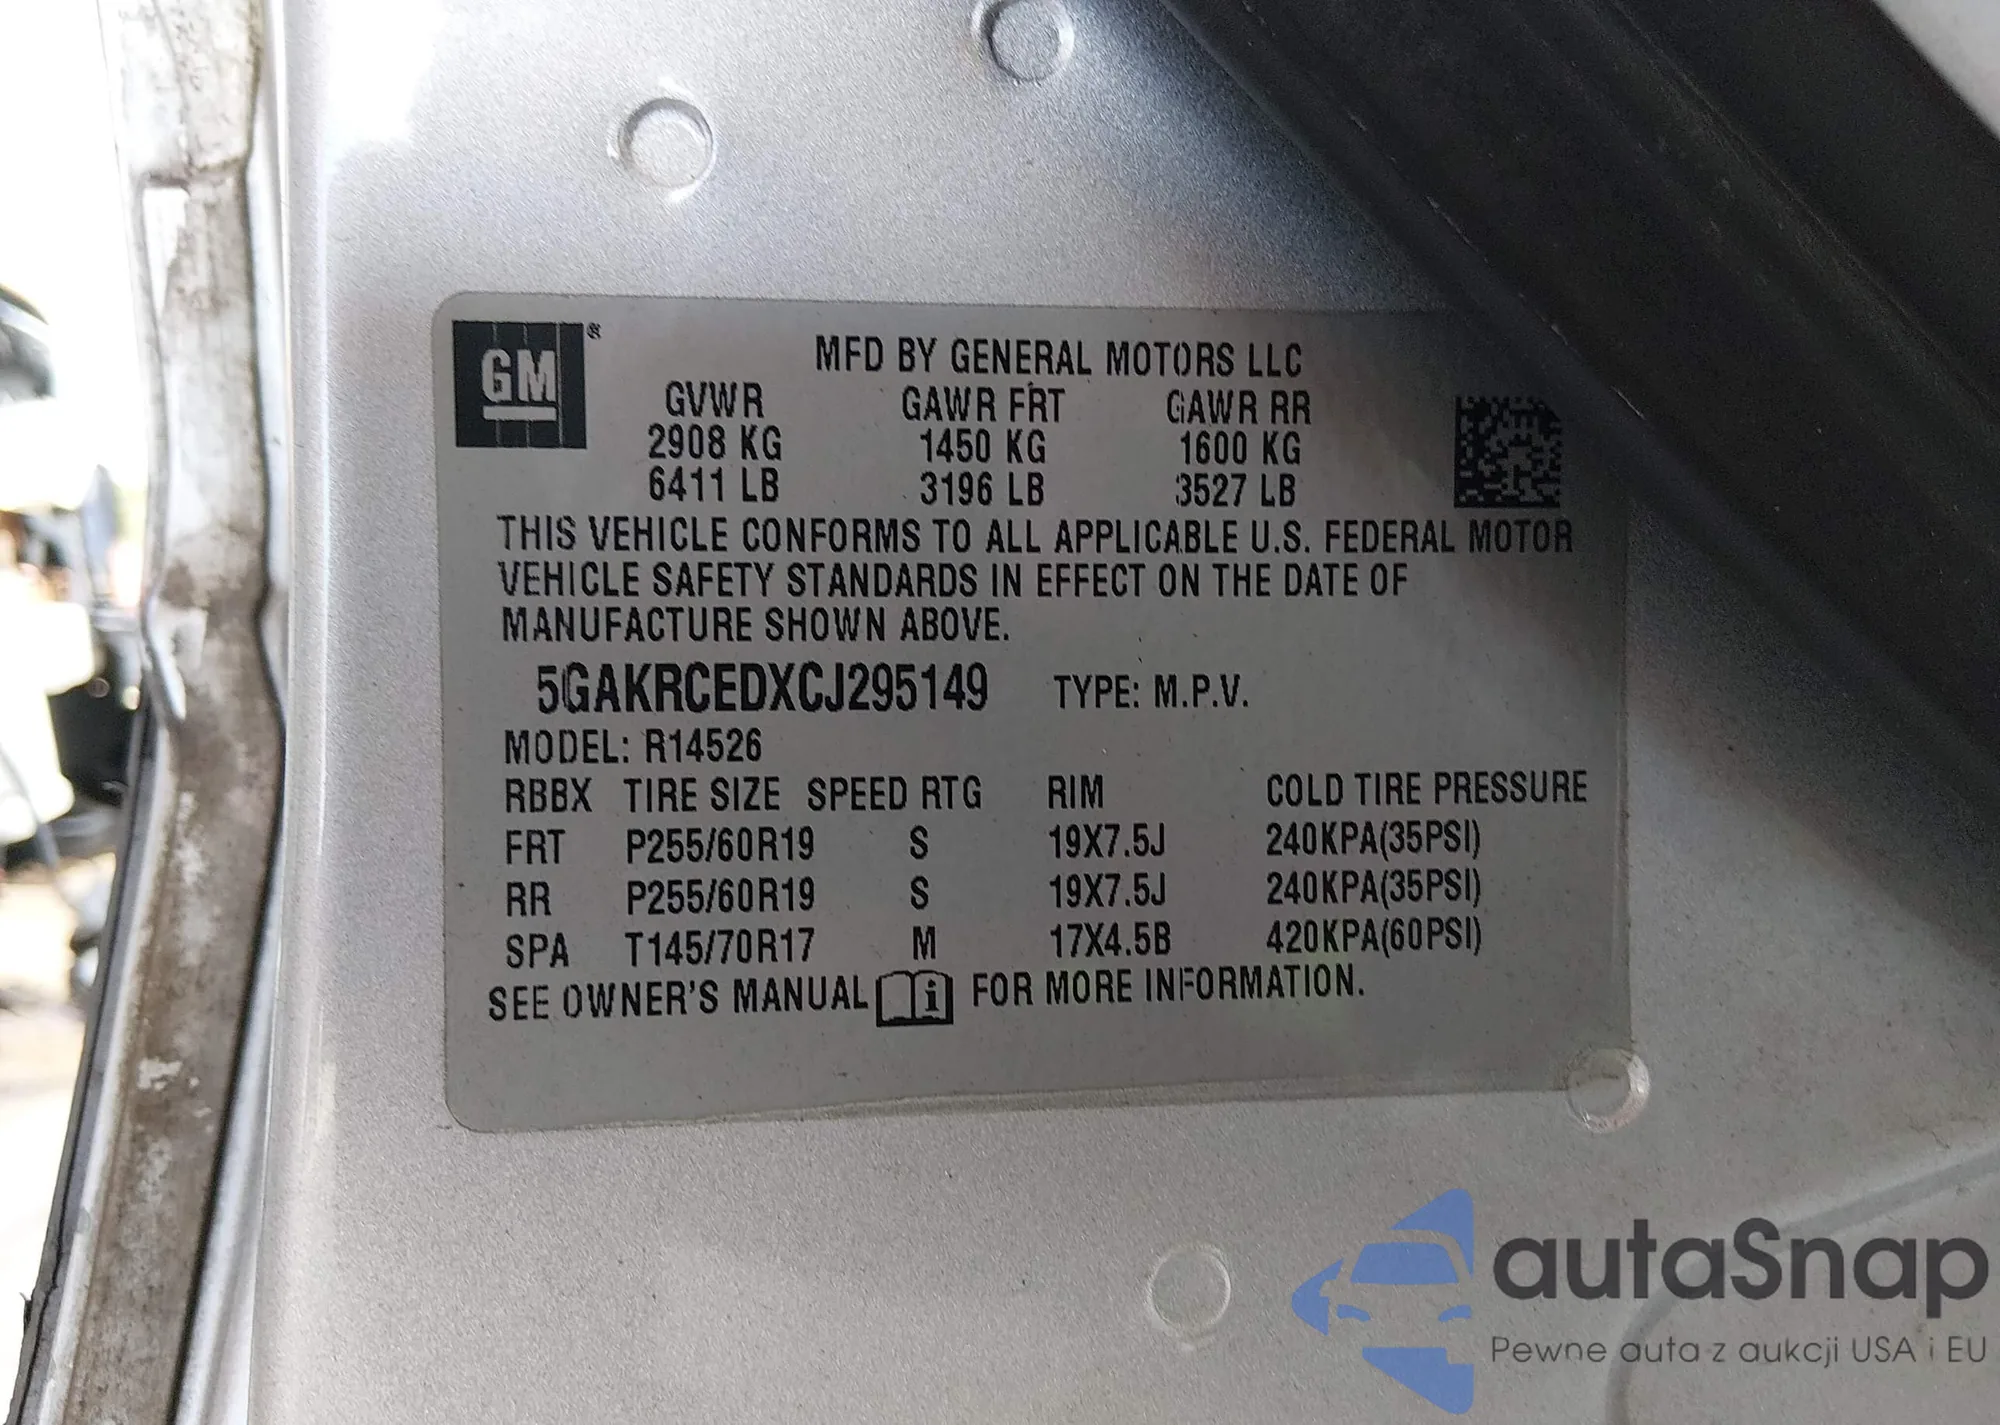 GM ®
MFD BY GENERAL MOTORS LLC
GVWR GAWR FRT GAWR RR
2908 KG 1450 KG 1600 KG
6411 LB 3196 LB 3527 LB
THIS VEHICLE CONFORMS TO ALL APPLICABLE U.S. FEDERAL MOTOR
VEHICLE SAFETY STANDARDS IN EFFECT ON THE DATE OF
MANUFACTURE SHOWN ABOVE.
5GAKRCEDXCJ295149 TYPE: M.P.V.
MODEL: R14526
RBBX TIRE SIZE SPEED RTG RIM COLD TIRE PRESSURE
FRT P255/60R19 S 19X7.5J 240KPA(35PSI)
RR P255/60R19 S 19X7.5J 240KPA(35PSI)
SPA T145/70R17 M 17X4.5B 420KPA(60PSI)
SEE OWNER'S MANUAL i FOR MORE INFORMATION.
autaSnap
Pewne auta z aukcji USA i EU